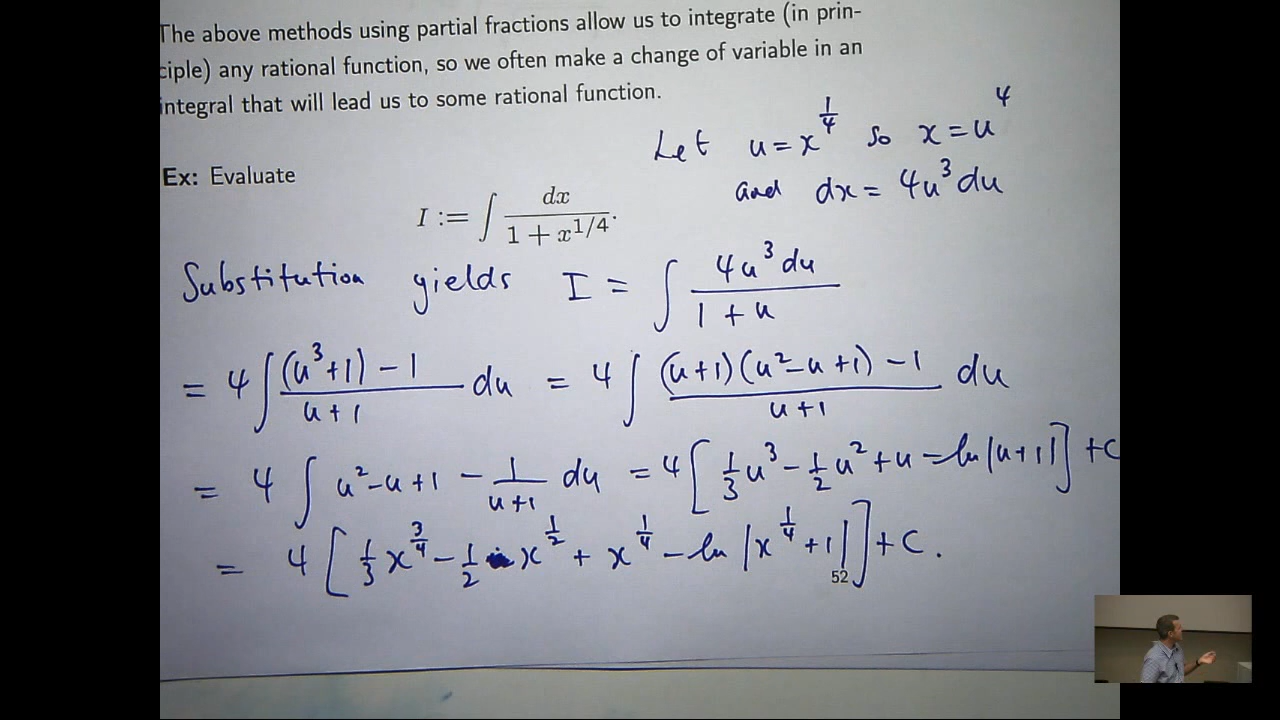 The above methods using partial fractions allow us to integrate (in prin-
ciple) any rational function, so we often make a change of variable in an
integral that will lead us to some rational function.
Let u = x^{1/4} so x = u^4
and dx = 4u^3 du
Ex: Evaluate
I := ∫ dx / (1 + x^{1/4}).
Substitution yields I = ∫ 4u^3 du / (1 + u)
= 4 ∫ ((u^3+1) - 1) / (u+1) du = 4 ∫ ((u+1)(u^2-u+1) - 1) / (u+1) du
= 4 ∫ u^2-u+1 - 1/(u+1) du = 4 [1/3 u^3 - 1/2 u^2 + u - ln|u+1|] + C
= 4 [1/3 x^{3/4} - 1/2 x^{1/2} + x^{1/4} - ln|x^{1/4}+1|] + C.
52